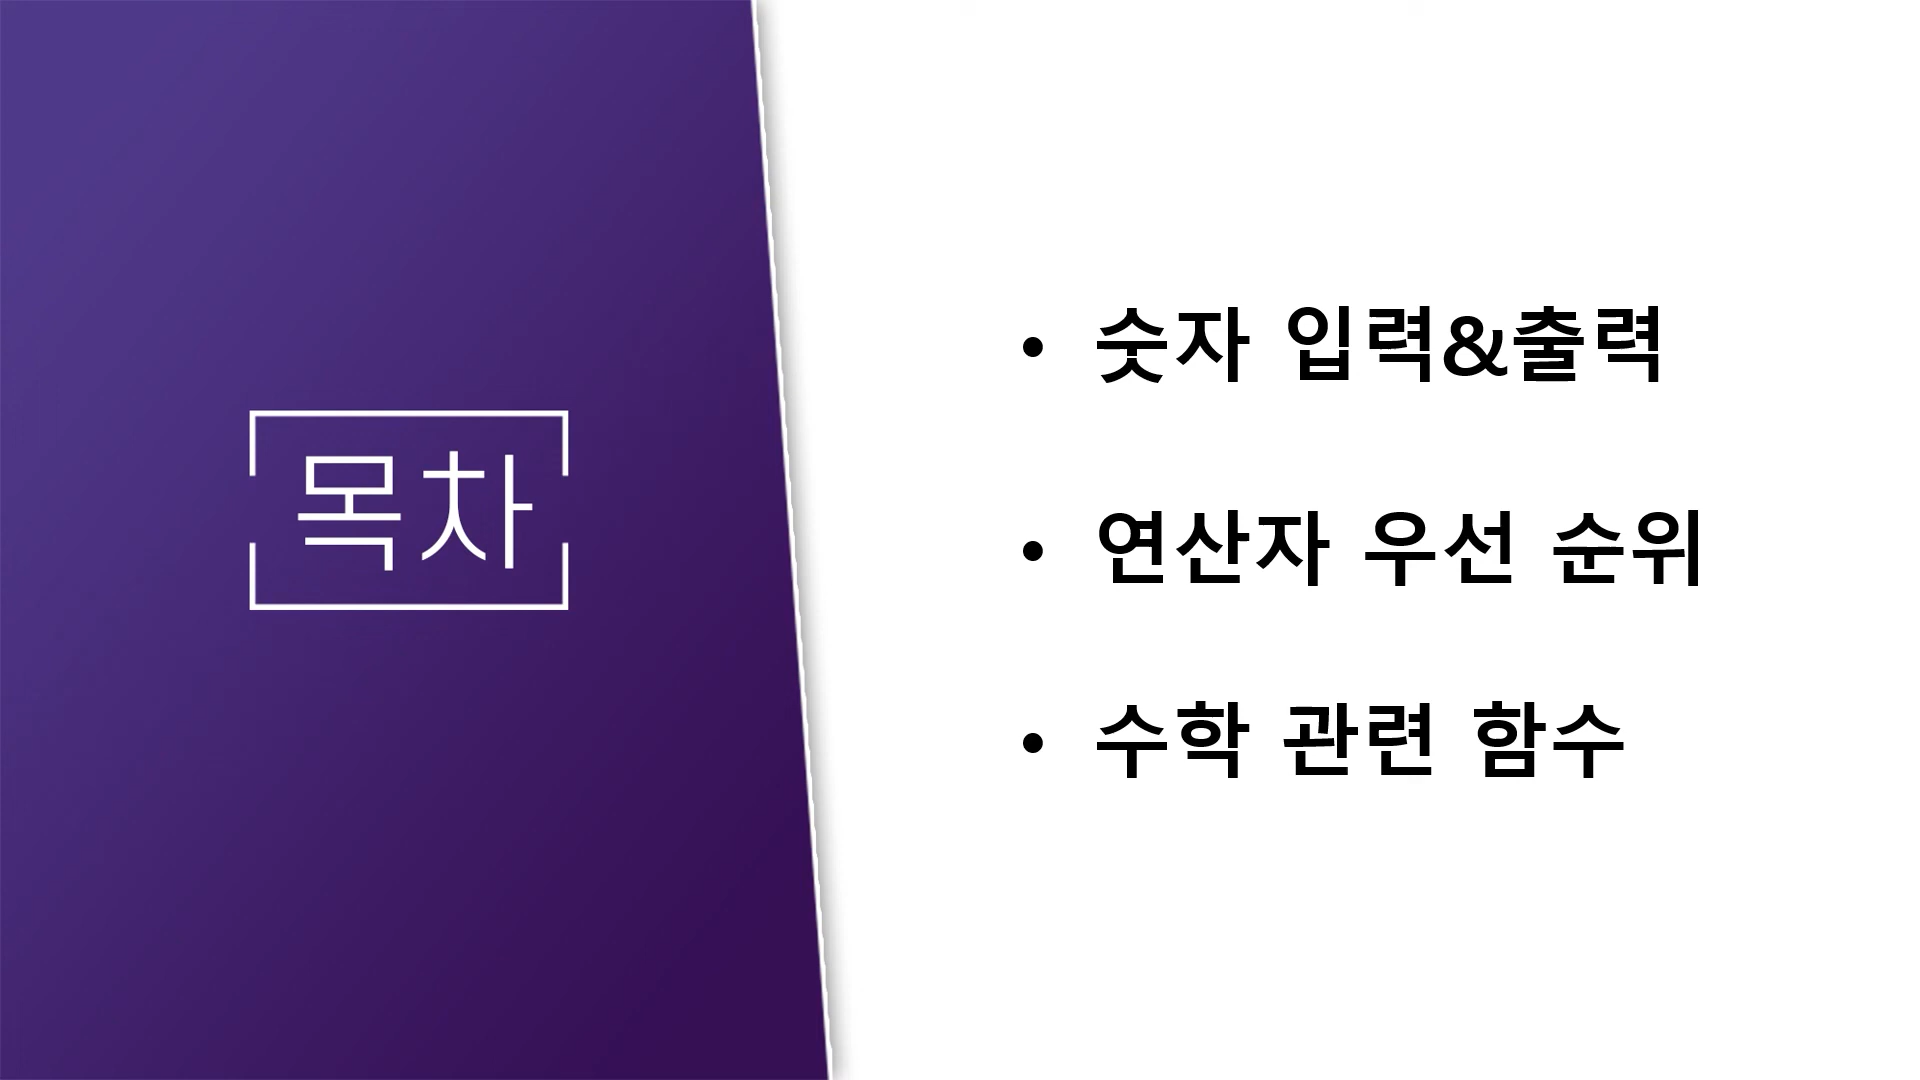 목차
• 숫자 입력&출력
• 연산자 우선 순위
• 수학 관련 함수